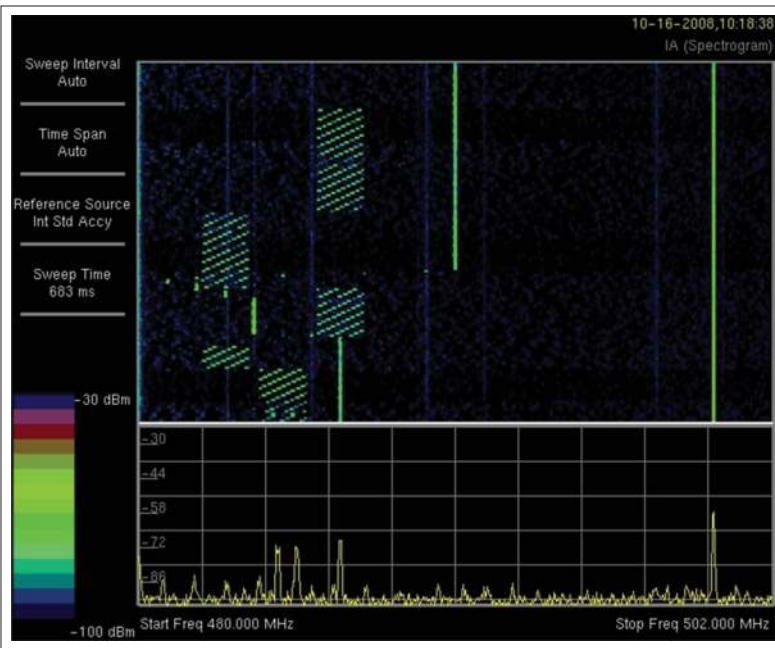 10-16-2008,10:18:38
IA (Spectrogram)
Sweep Interval
Auto
Time Span
Auto
Reference Source
Int Std Accy
Sweep Time
683 ms
-30 dBm
-100 dBm
-30
-44
-58
-72
-86
Start Freq 480.000 MHz
Stop Freq 502.000 MHz